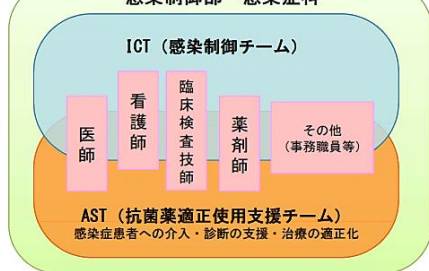 感染制御部 感染症科
ICT（感染制御チーム）
医師
看護師
臨床検査技師
薬剤師
その他
（事務職員等）
AST（抗菌薬適正使用支援チーム）
感染症患者への介入・診断の支援・治療の適正化